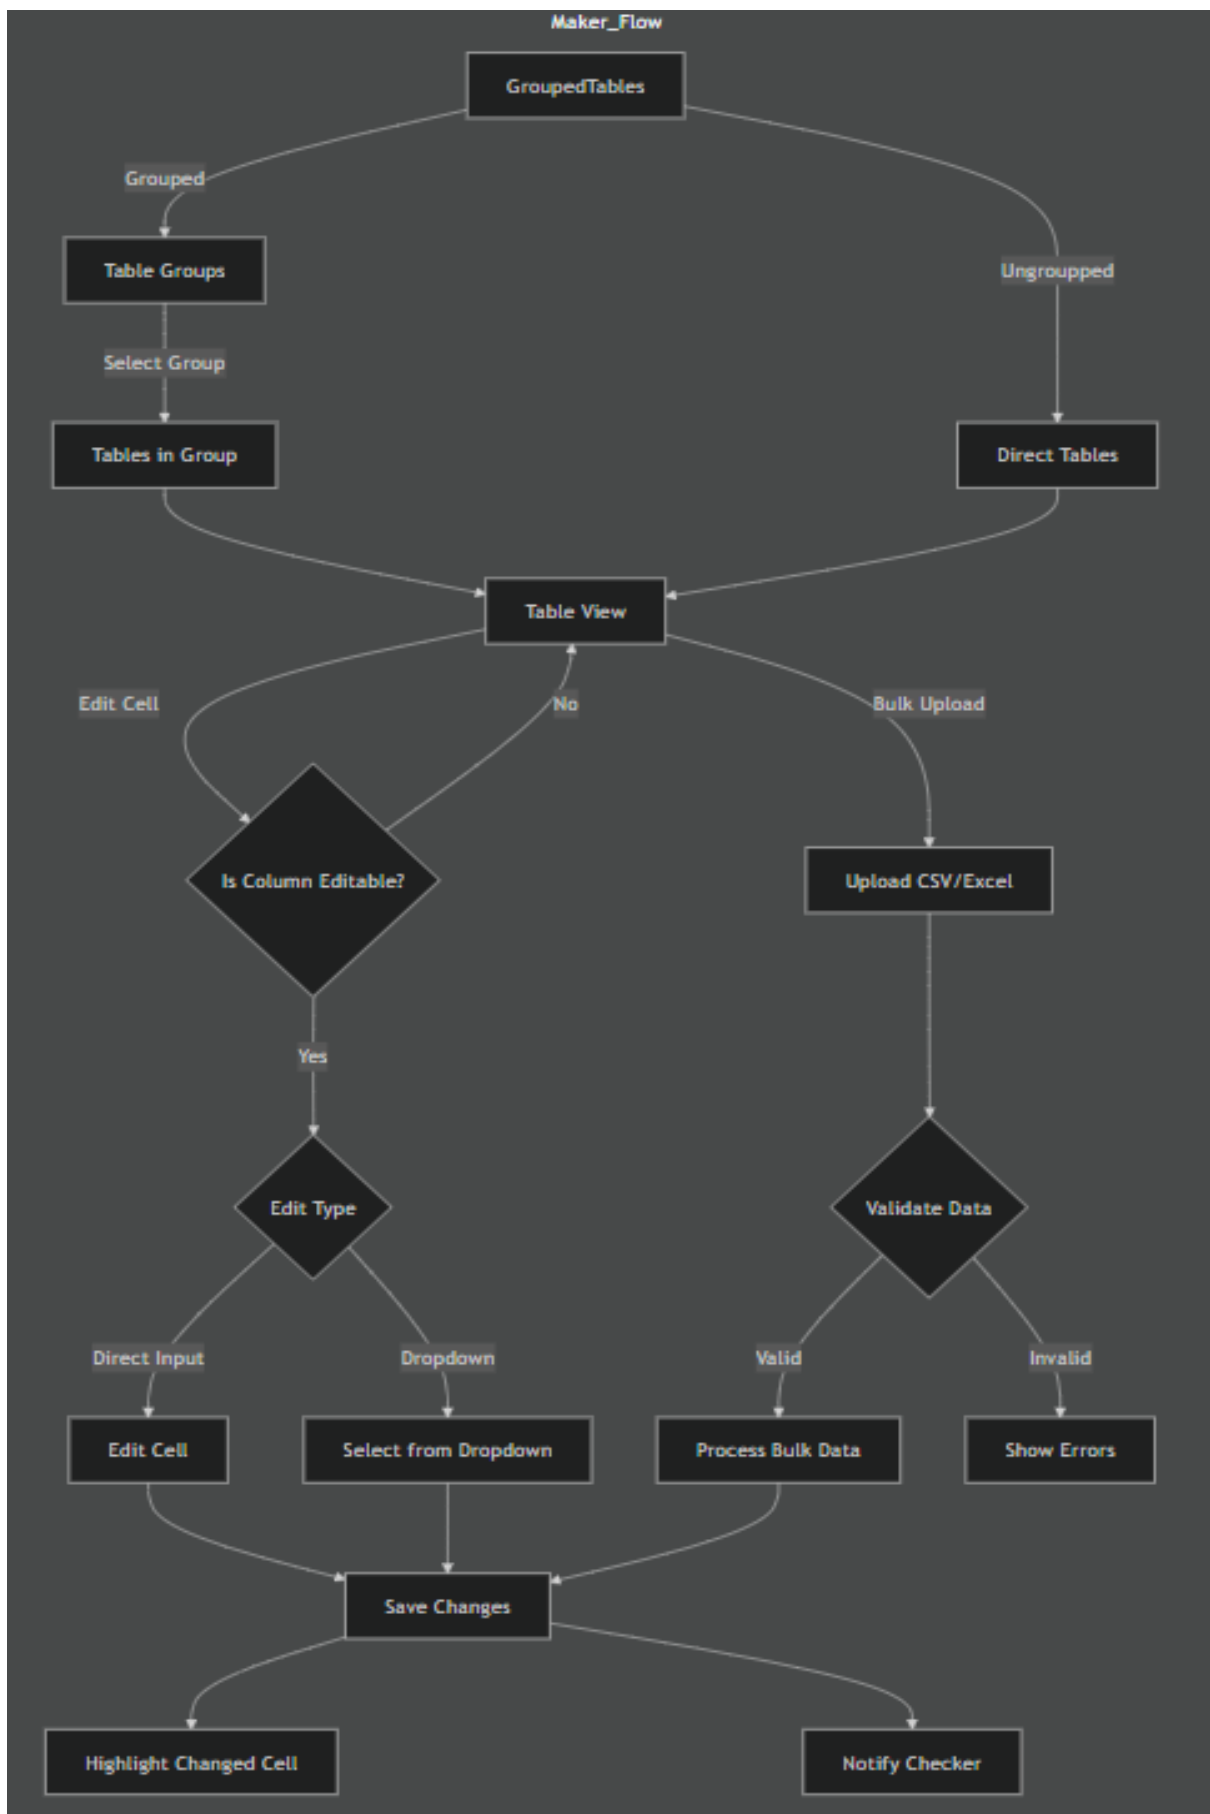 Maker_Flow
GroupedTables
Grouped
Table Groups
Ungroupped
Select Group
Tables in Group
Direct Tables
Table View
Edit Cell
No
Bulk Upload
Is Column Editable?
Upload CSV/Excel
Yes
Edit Type
Validate Data
Direct Input
Dropdown
Valid
Invalid
Edit Cell
Select from Dropdown
Process Bulk Data
Show Errors
Save Changes
Highlight Changed Cell
Notify Checker